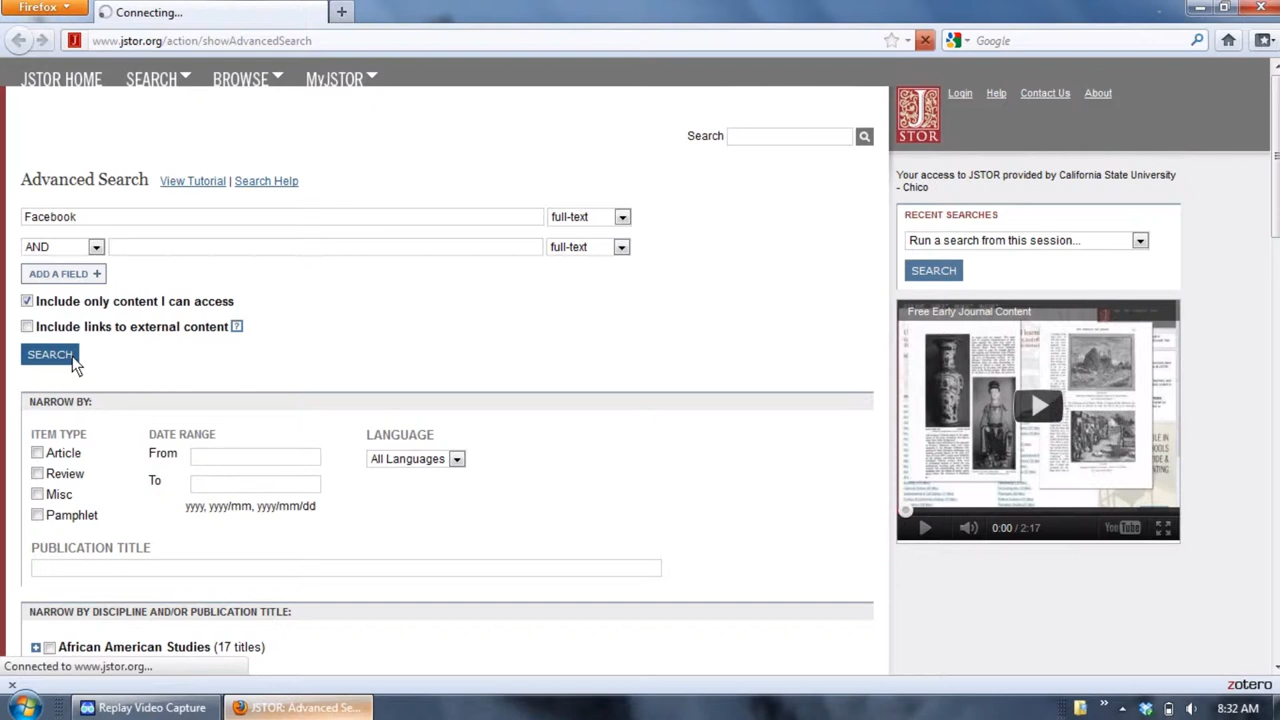 Firefox
Connecting...
www.jstor.org/action/showAdvancedSearch
Google
JSTOR HOME
SEARCH
BROWSE
MyJSTOR
J
STOR
Login
Help
Contact Us
About
Search
Advanced Search
View Tutorial | Search Help
Your access to JSTOR provided by California State University
- Chico
Facebook
full-text
AND
full-text
ADD A FIELD +
Include only content I can access
Include links to external content ?
SEARCH
RECENT SEARCHES
Run a search from this session...
SEARCH
Free Early Journal Content
0:00 / 2:17
YouTube
NARROW BY:
ITEM TYPE
Article
Review
Misc
Pamphlet
DATE RANGE
From
To
yyyy, yyyy/mm, yyyy/mm/dd
LANGUAGE
All Languages
PUBLICATION TITLE
NARROW BY DISCIPLINE AND/OR PUBLICATION TITLE:
African American Studies (17 titles)
Connected to www.jstor.org...
zotero
Replay Video Capture
JSTOR: Advanced Se...
8:32 AM